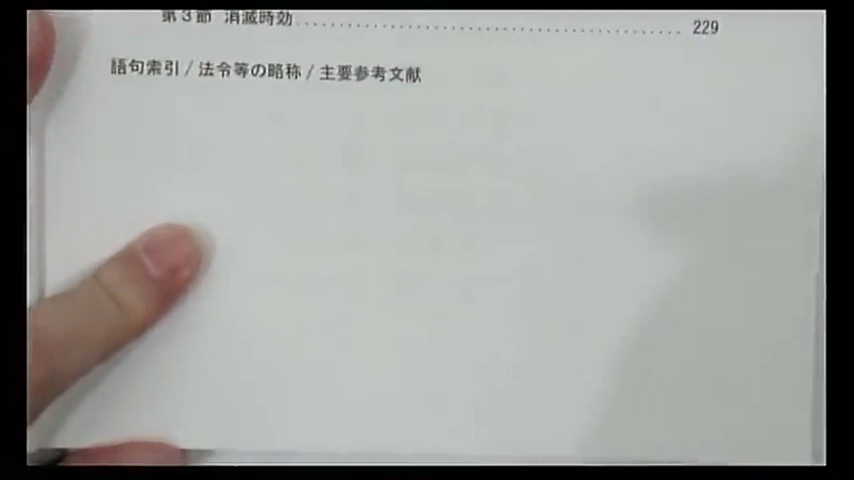 第3節 消滅時効 ........................................ 229
語句索引 / 法令等の略称 / 主要参考文献